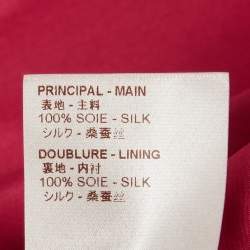 PRINCIPAL - MAIN
表地 - 主料
100% SOIE - SILK
シルク - 桑蚕丝
DOUBLURE - LINING
裏地 - 内衬
100% SOIE - SILK
シルク - 桑蚕丝